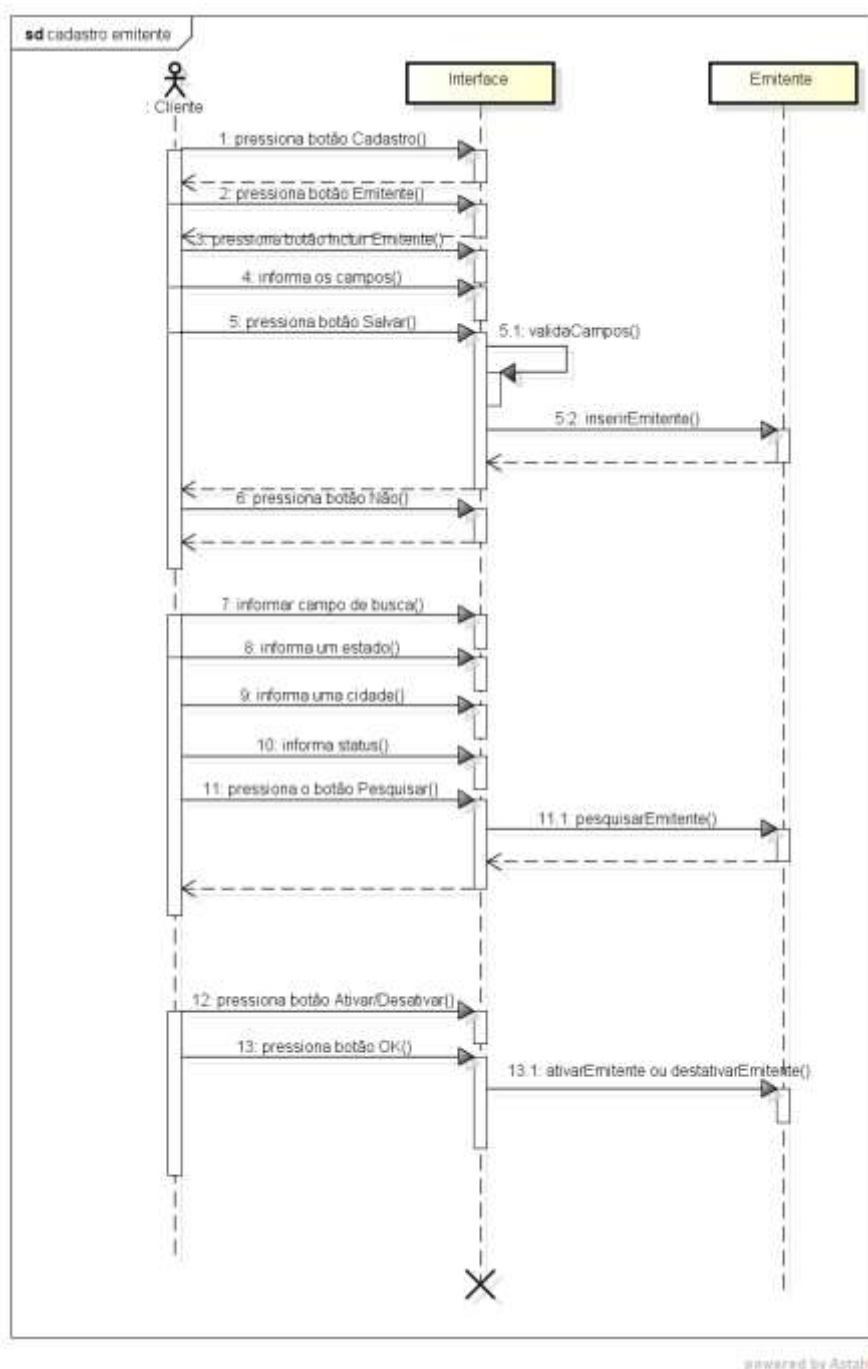 sd cadastro emitente
: Cliente
Interface
Emitente
1: pressiona botão Cadastro()
2: pressiona botão Emitente()
3: pressiona botão Incluir Emitente()
4: informa os campos()
5: pressiona botão Salvar()
5.1: validaCampos()
5.2: inserirEmitente()
6: pressiona botão Não()
7: informar campo de busca()
8: informa um estado()
9: informa uma cidade()
10: informa status()
11: pressiona o botão Pesquisar()
11.1: pesquisarEmitente()
12: pressiona botão Ativar/Desativar()
13: pressiona botão OK()
13.1: ativarEmitente ou destativarEmitente()
powered by Astah